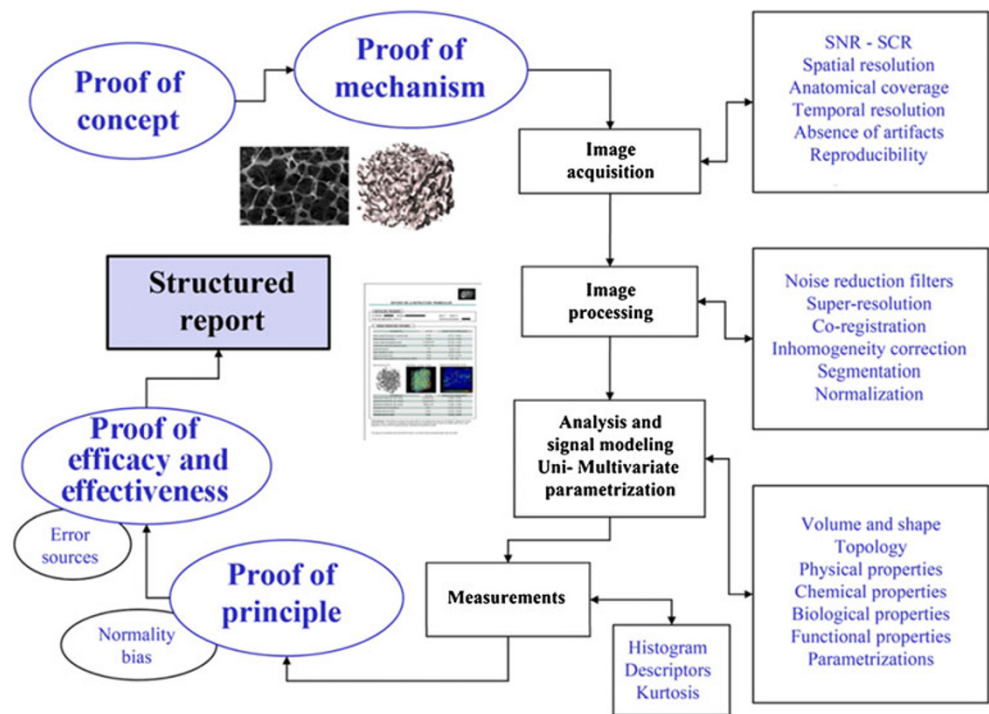 Proof of
concept
Proof of
mechanism
SNR - SCR
Spatial resolution
Anatomical coverage
Temporal resolution
Absence of artifacts
Reproducibility
Image
acquisition
Structured
report
Image
processing
Noise reduction filters
Super-resolution
Co-registration
Inhomogeneity correction
Segmentation
Normalization
Analysis and
signal modeling
Uni- Multivariate
parametrization
Proof of
efficacy and
effectiveness
Error
sources
Volume and shape
Topology
Physical properties
Chemical properties
Biological properties
Functional properties
Parametrizations
Proof of
principle
Measurements
Normality
bias
Histogram
Descriptors
Kurtosis